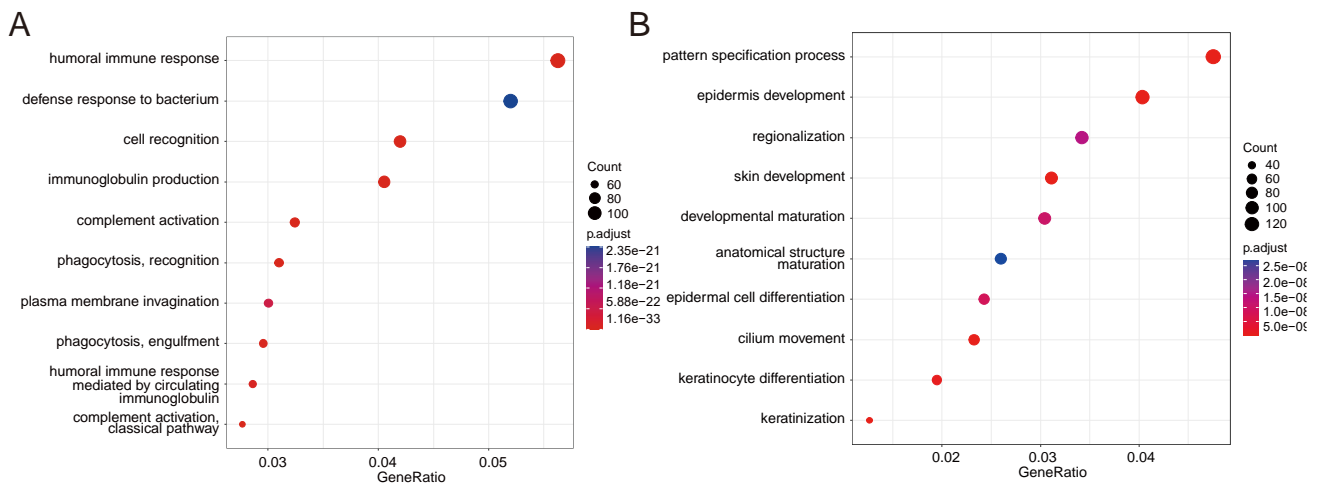 A
humoral immune response
defense response to bacterium
cell recognition
immunoglobulin production
complement activation
phagocytosis, recognition
plasma membrane invagination
phagocytosis, engulfment
humoral immune response
mediated by circulating
immunoglobulin
complement activation,
classical pathway
0.03 0.04 0.05
GeneRatio
Count
60
80
100
p.adjust
2.35e−21
1.76e−21
1.18e−21
5.88e−22
1.16e−33
B
pattern specification process
epidermis development
regionalization
skin development
developmental maturation
anatomical structure
maturation
epidermal cell differentiation
cilium movement
keratinocyte differentiation
keratinization
0.02 0.03 0.04
GeneRatio
Count
40
60
80
100
120
p.adjust
2.5e−08
2.0e−08
1.5e−08
1.0e−08
5.0e−09